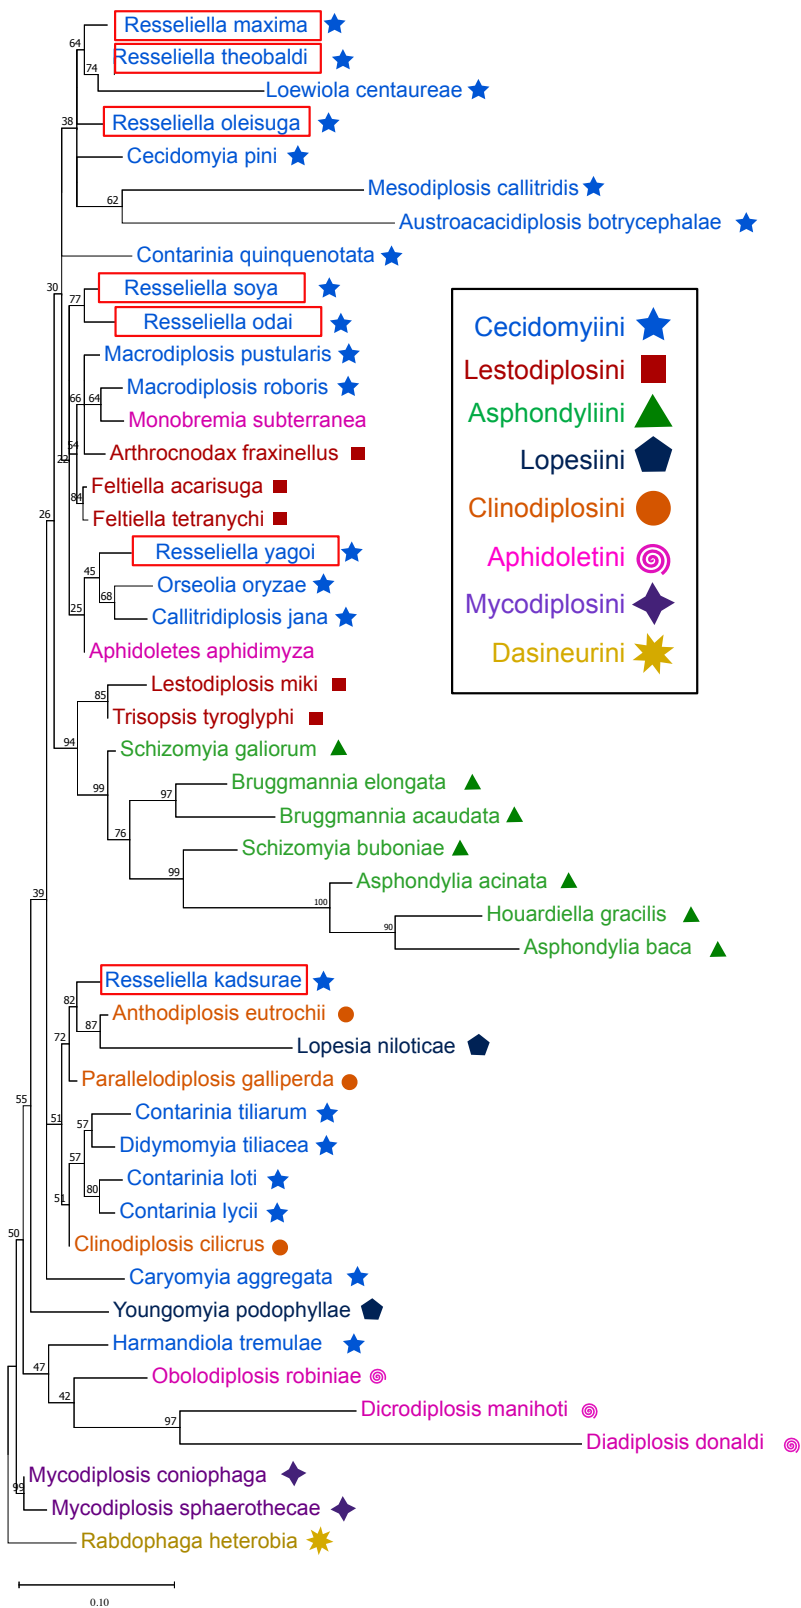 Resseliella maxima
64
Resseliella theobaldi
74
Loewiola centaureae
38
Resseliella oleisuga
Cecidomyia pini
Mesodiplosis callitridis
62
Austroacacidiplosis botrycephalae
Contarinia quinquenotata
30
Resseliella soya
77
Resseliella odai
Macrodiplosis pustularis
Macrodiplosis roboris
66
64
Monobremia subterranea
54
Arthrocnodax fraxinellus
22
Feltiella acarisuga
84
Feltiella tetranychi
26
Resseliella yagoi
45
Orseolia oryzae
68
25
Callitridiplosis jana
Aphidoletes aphidimyza
Lestodiplosis miki
85
Trisopsis tyroglyphi
94
Schizomyia galiorum
Bruggmannia elongata
99
97
Bruggmannia acaudata
76
Schizomyia buboniae
99
Asphondylia acinata
39
100
Houardiella gracilis
90
Asphondylia baca
Resseliella kadsurae
82
Anthodiplosis eutrochii
87
72
Lopesia niloticae
Parallelodiplosis galliperda
55
51
Contarinia tiliarum
57
Didymomyia tiliacea
57
Contarinia loti
80
51
Contarinia lycii
50
Clinodiplosis cilicrus
Caryomyia aggregata
Youngomyia podophyllae
Harmandiola tremulae
47
Obolodiplosis robiniae
42
Dicrodiplosis manihoti
97
Diadiplosis donaldi
Mycodiplosis coniophaga
99
Mycodiplosis sphaerothecae
Rabdophaga heterobia
0.10
Cecidomyiini
Lestodiplosini
Asphondyliini
Lopesiini
Clinodiplosini
Aphidoletini
Mycodiplosini
Dasineurini